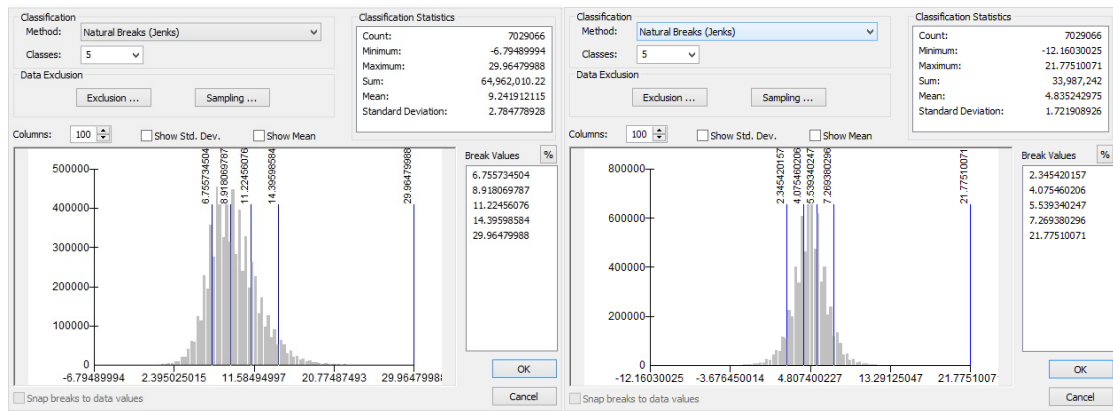 Classification
Method: Natural Breaks (Jenks)
Classes: 5
Data Exclusion
Exclusion ... Sampling ...
Classification Statistics
Count: 7029066
Minimum: -6.79489994
Maximum: 29.96479988
Sum: 64,962,010.22
Mean: 9.241912115
Standard Deviation: 2.784778928
Columns: 100 Show Std. Dev. Show Mean
500000
400000
300000
200000
100000
0
6.755734504
8.918069787
11.22456076
14.39598584
29.96479988
-6.79489994 2.395025015 11.58494997 20.77487493 29.96479988
Break Values %
6.755734504
8.918069787
11.22456076
14.39598584
29.96479988
OK
Cancel
Snap breaks to data values
Classification
Method: Natural Breaks (Jenks)
Classes: 5
Data Exclusion
Exclusion ... Sampling ...
Classification Statistics
Count: 7029066
Minimum: -12.16030025
Maximum: 21.77510071
Sum: 33,987,242
Mean: 4.835242975
Standard Deviation: 1.721908926
Columns: 100 Show Std. Dev. Show Mean
800000
600000
400000
200000
0
2.345420157
4.075460206
5.539340247
7.269380296
21.77510071
-12.16030025 -3.676450014 4.807400227 13.29125047 21.7751007
Break Values %
2.345420157
4.075460206
5.539340247
7.269380296
21.77510071
OK
Cancel
Snap breaks to data values